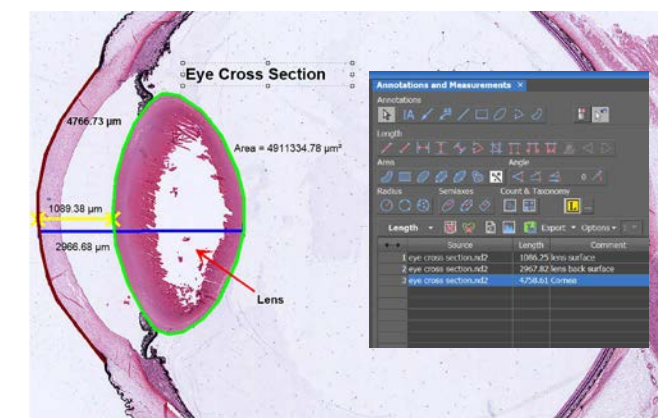 Eye Cross Section
4766.73 µm
Area = 4911334.78 µm²
1089.38 µm
2966.68 µm
Lens
Annotations and Measurements ×
Annotations
Length
Area Angle
Radius Semiaxes Count & Taxonomy
Length Export Options
Source Length Comment
1 eye cross section.nd2 1086.25 lens surface
2 eye cross section.nd2 2967.82 lens back surface
3 eye cross section.nd2 4758.61 Cornea